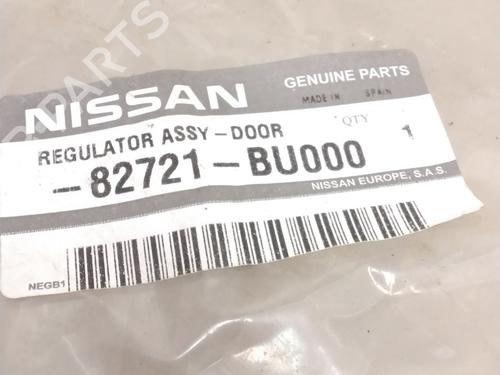 NISSAN
GENUINE PARTS
MADE IN SPAIN
REGULATOR ASSY-DOOR
QTY 1
-82721-BU000
NISSAN EUROPE, S.A.S.
NEGB1